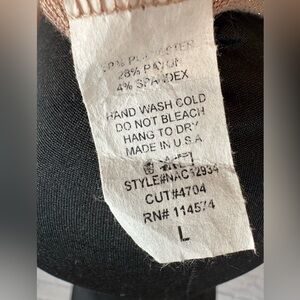 28% RAYON
4% SPANDEX
HAND WASH COLD
DO NOT BLEACH
HANG TO DRY
MADE IN U.S.A
STYLE#NAC12934
CUT#4704
RN# 114574
L